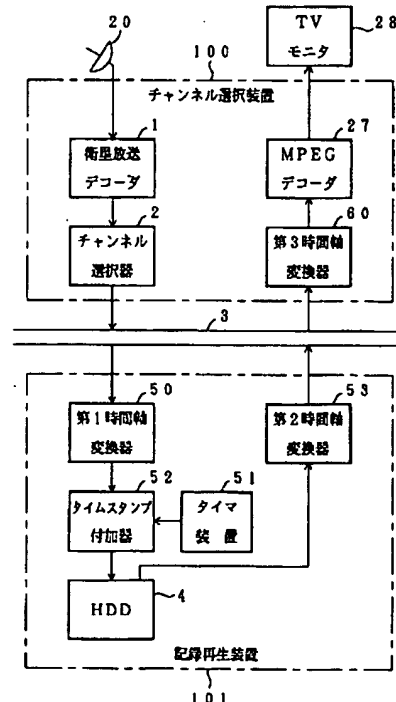 20
100
TV
モニタ
28
チャンネル選択装置
1
衛星放送
デコーダ
27
MPEG
デコーダ
2
チャンネル
選択器
60
第3時間軸
変換器
3
50
第1時間軸
変換器
53
第2時間軸
変換器
52
タイムスタンプ
付加器
51
タイマ
装置
HDD
4
記録再生装置
101